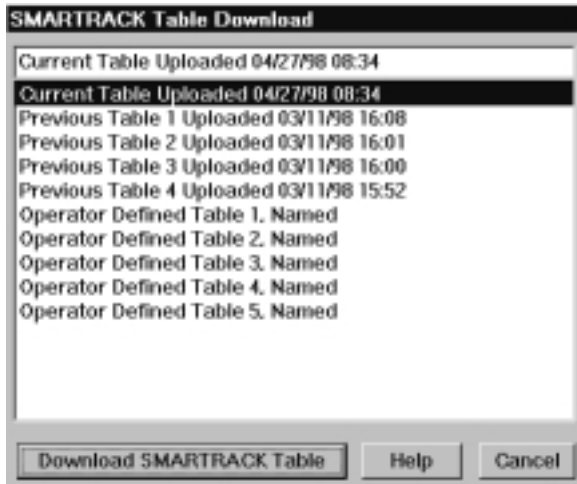 SMARTRACK Table Download
Current Table Uploaded 04/27/98 08:34
Current Table Uploaded 04/27/98 08:34
Previous Table 1 Uploaded 03/11/98 16:08
Previous Table 2 Uploaded 03/11/98 16:01
Previous Table 3 Uploaded 03/11/98 16:00
Previous Table 4 Uploaded 03/11/98 15:52
Operator Defined Table 1, Named
Operator Defined Table 2, Named
Operator Defined Table 3, Named
Operator Defined Table 4, Named
Operator Defined Table 5, Named
Download SMARTRACK Table Help Cancel